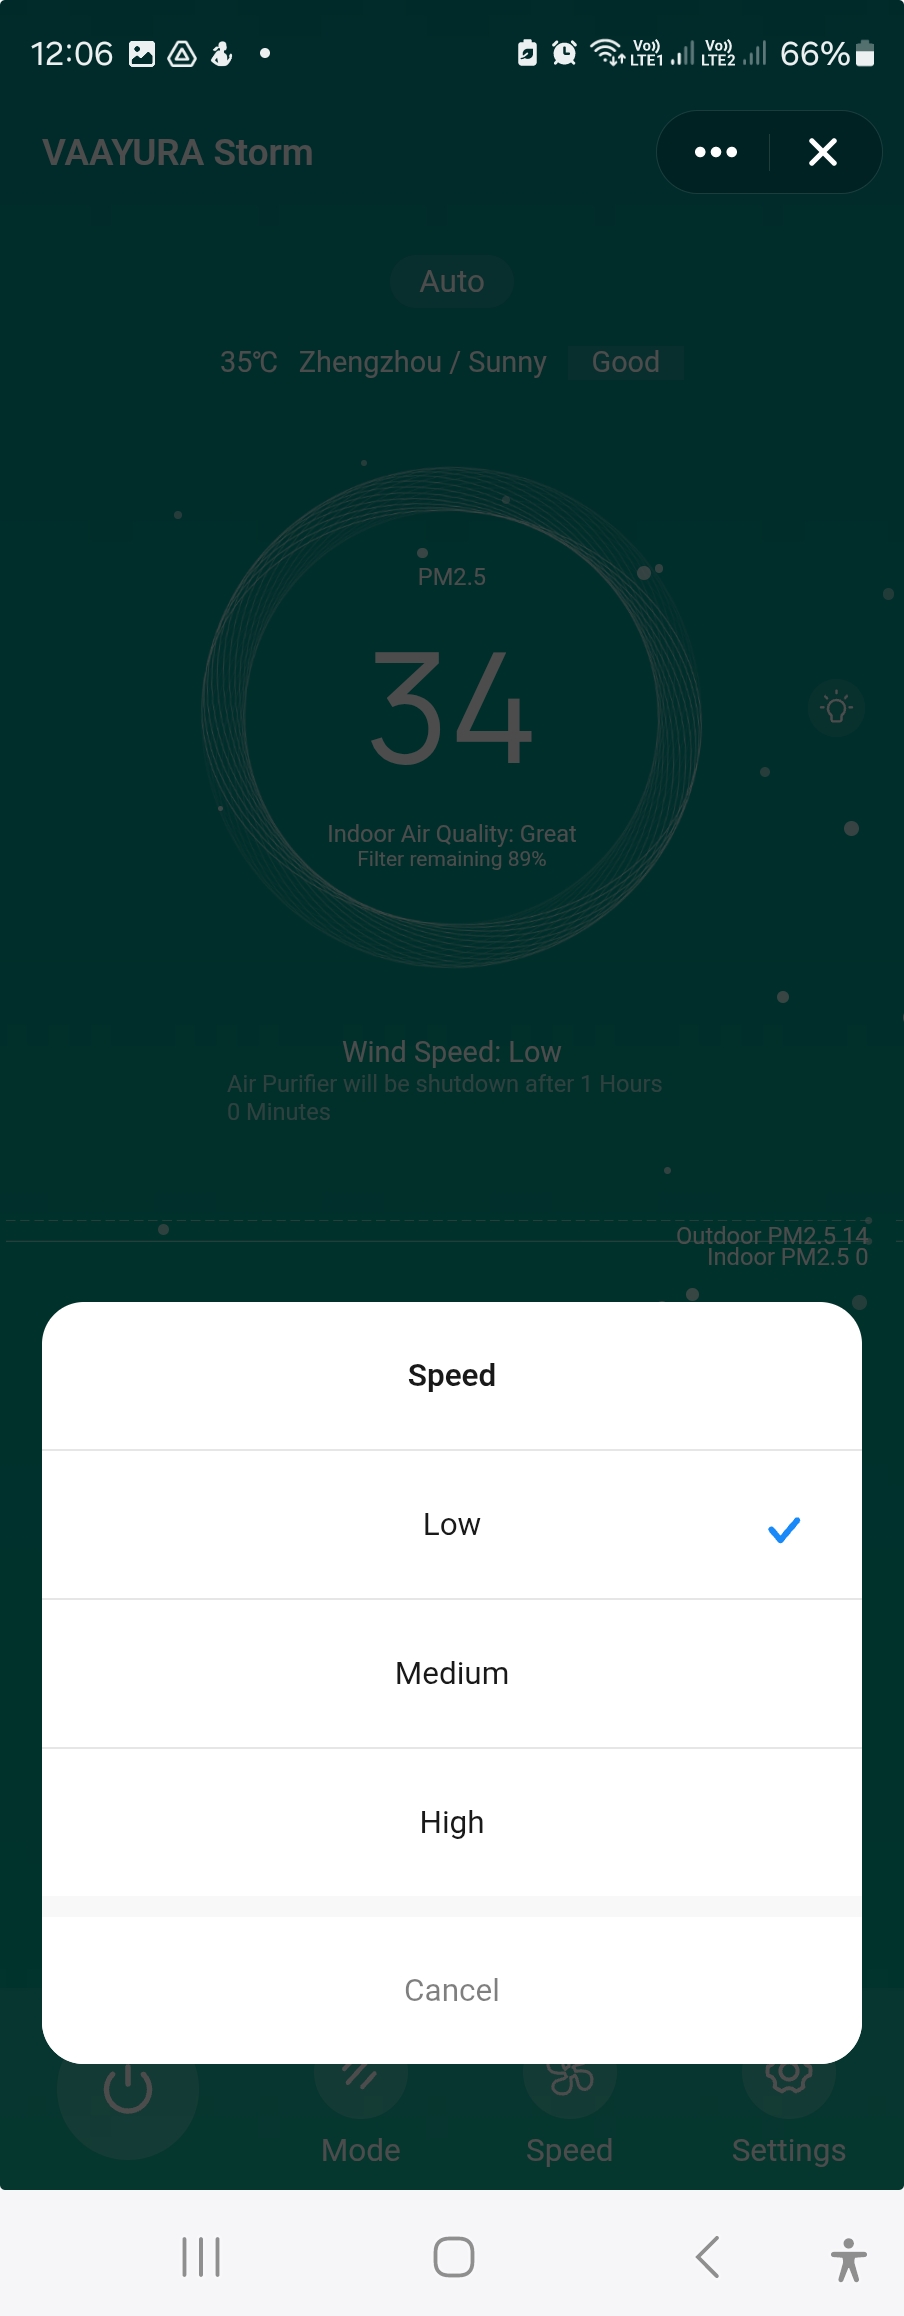 12:06 Vo)) LTE1 Vo)) LTE2 66%
VAAYURA Storm
Auto
35℃ Zhengzhou / Sunny Good
PM2.5
34
Indoor Air Quality: Great
Filter remaining 89%
Wind Speed: Low
Air Purifier will be shutdown after 1 Hours
0 Minutes
Outdoor PM2.5 14
Indoor PM2.5 0
Speed
Low
Medium
High
Cancel
Mode Speed Settings